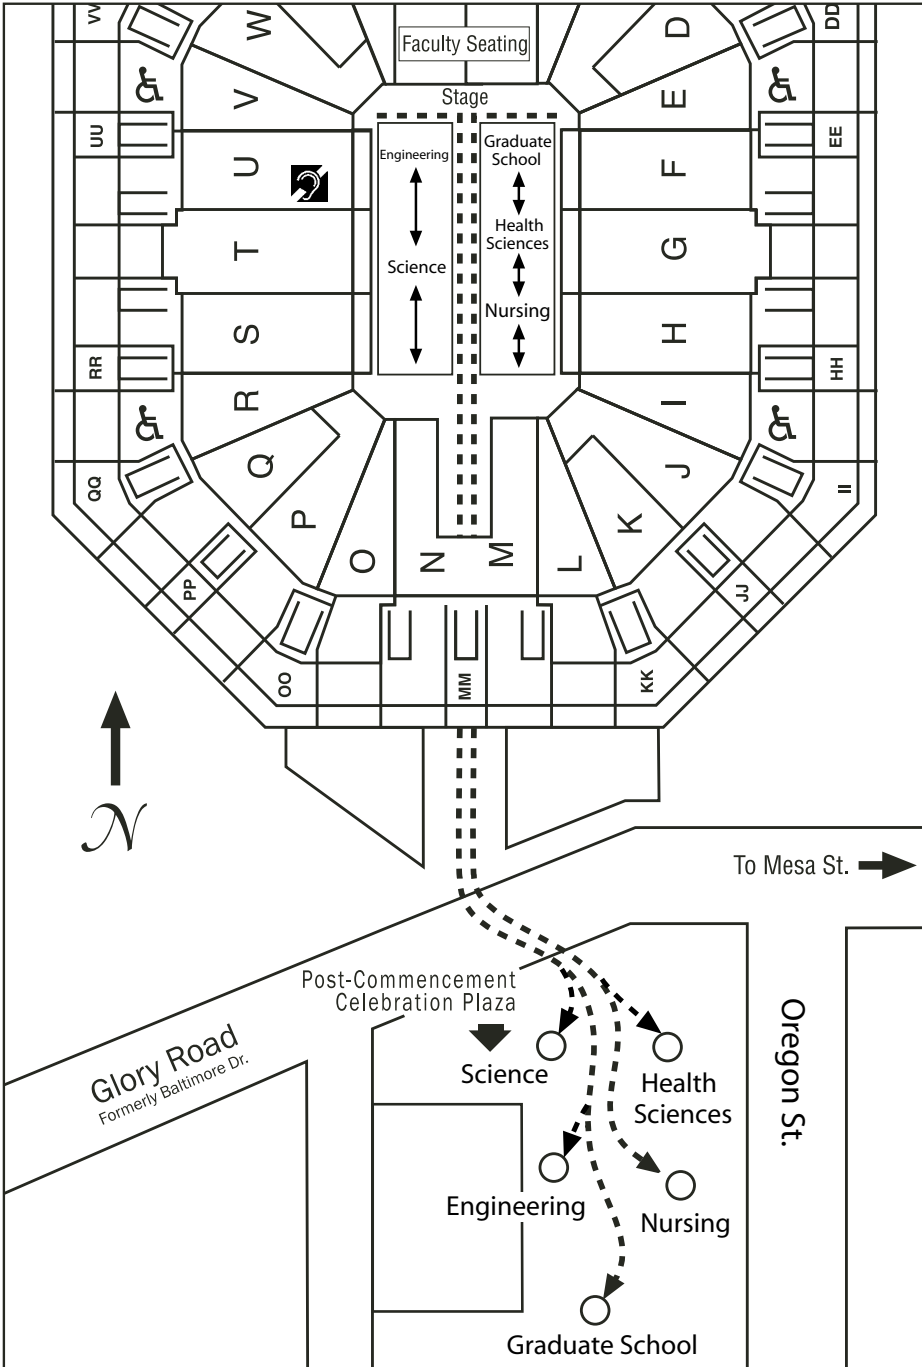 VV
W
Faculty Seating
D
DD
V
Stage
E
UU
U
Engineering
Graduate
School
F
EE
T
Health
Sciences
G
Science
Nursing
S
H
RR
R
I
HH
QQ
Q
J
II
P
K
O
N
M
L
PP
JJ
OO
MM
KK
N
To Mesa St.
Post-Commencement
Celebration Plaza
Glory Road
Formerly Baltimore Dr.
Oregon St.
Science
Health
Sciences
Engineering
Nursing
Graduate School